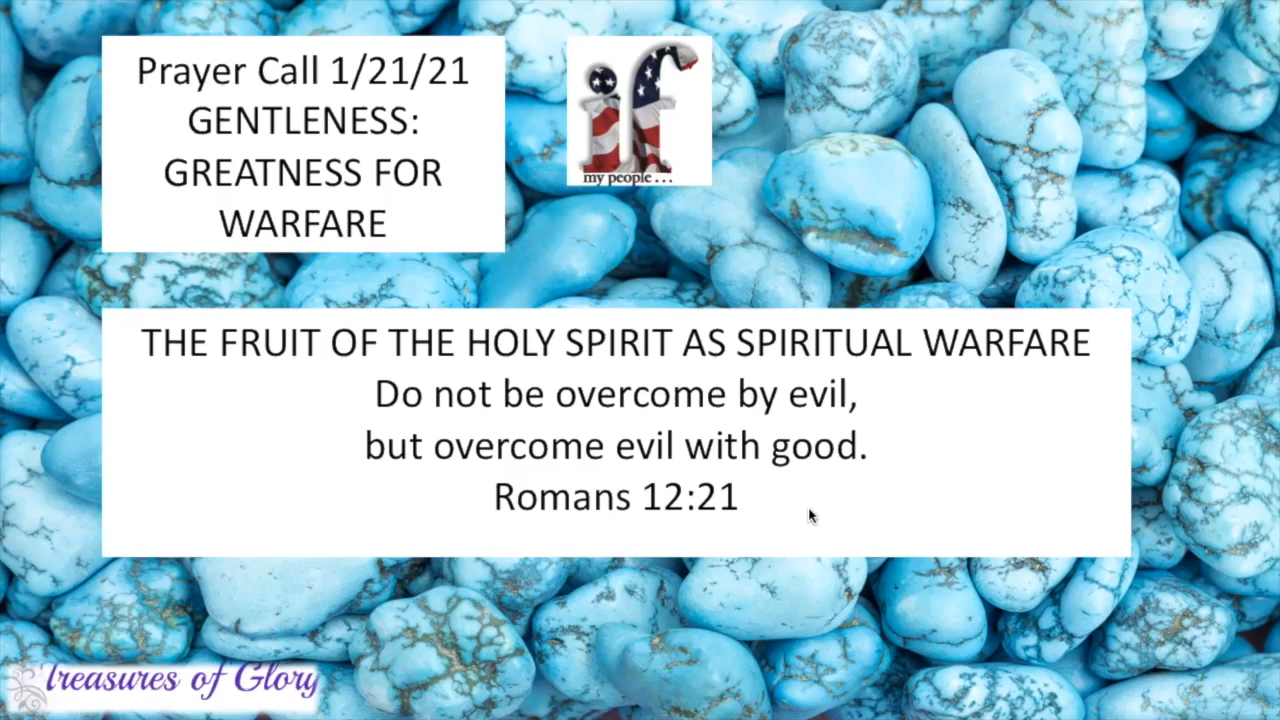 Prayer Call 1/21/21
GENTLENESS:
GREATNESS FOR
WARFARE
if
my people...
THE FRUIT OF THE HOLY SPIRIT AS SPIRITUAL WARFARE
Do not be overcome by evil,
but overcome evil with good.
Romans 12:21
Treasures of Glory